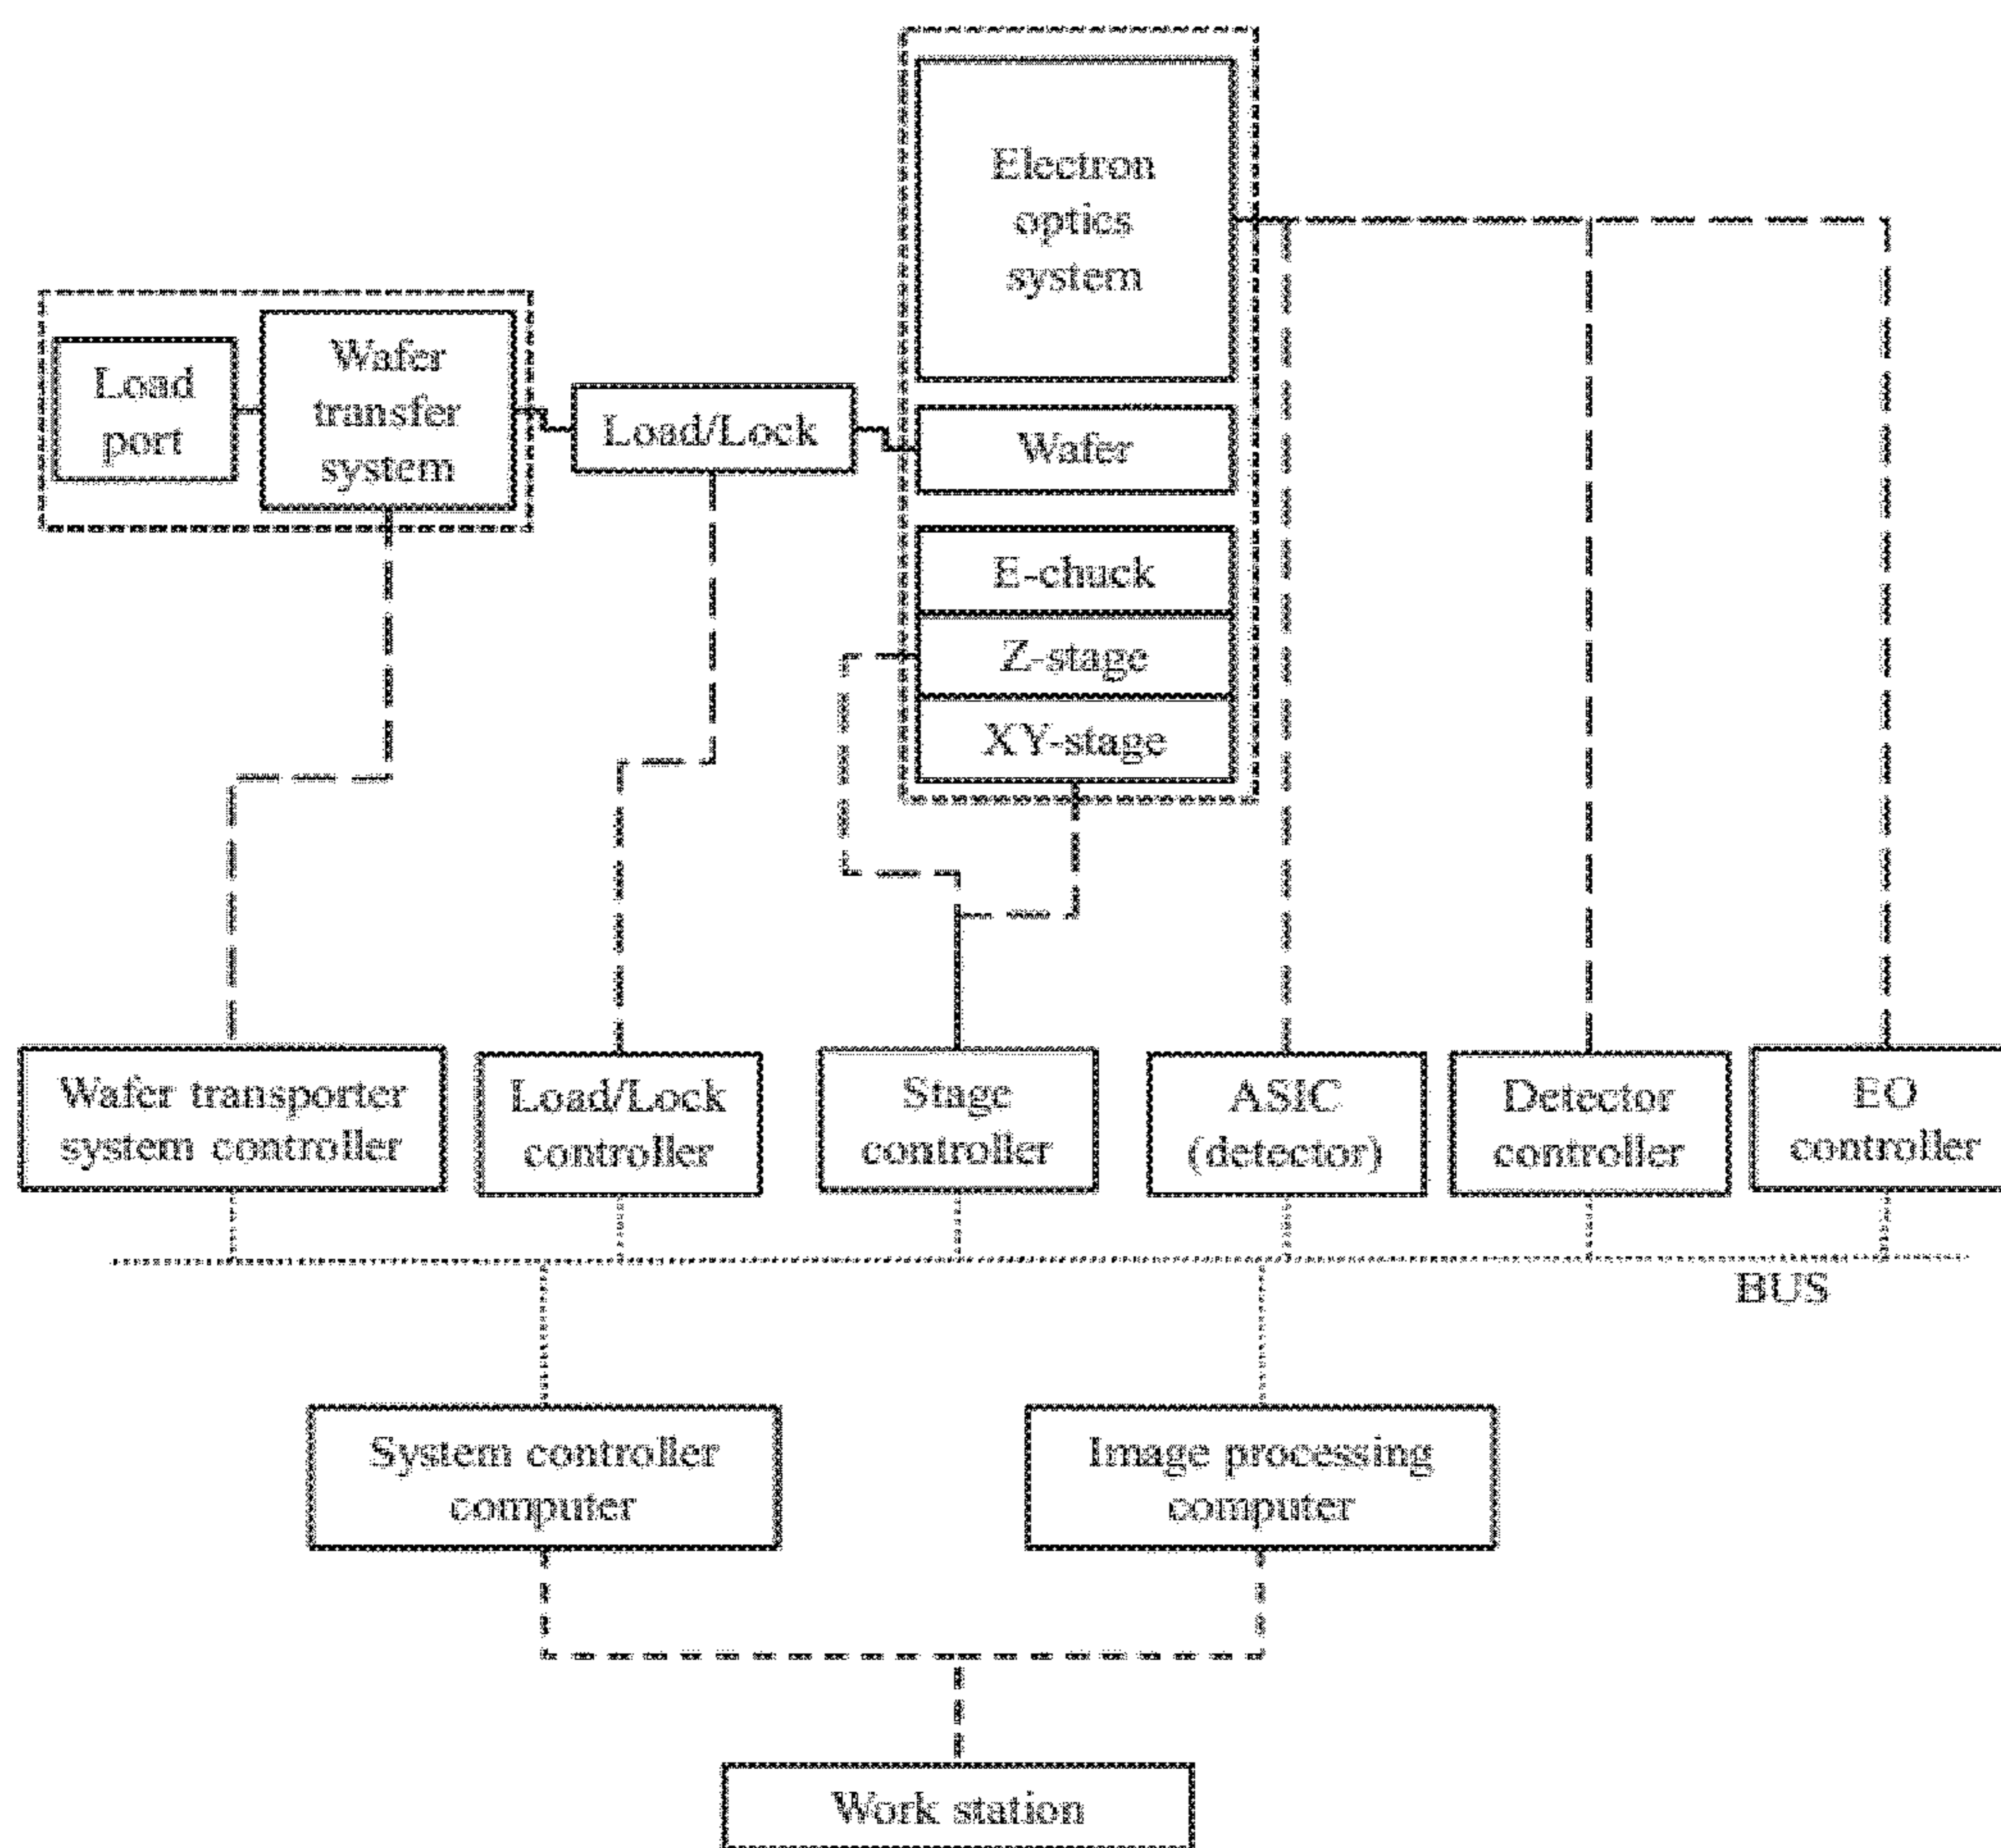 Electron
optics
system
Load
port
Wafer
transfer
system
Load/Lock
Wafer
E-chuck
Z-stage
XY-stage
Wafer transporter
system controller
Load/Lock
controller
Stage
controller
ASIC
(detector)
Detector
controller
EO
controller
BUS
System controller
computer
Image processing
computer
Work station